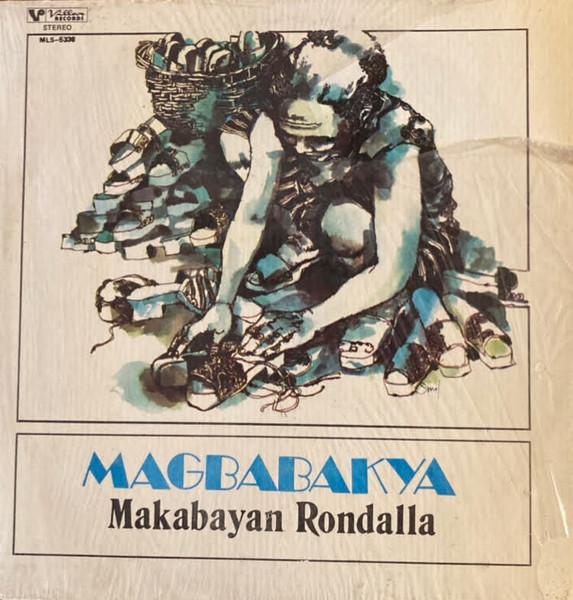 Villar
RECORDS
STEREO
MLS-5338
MAGBABAKYA
Makabayan Rondalla